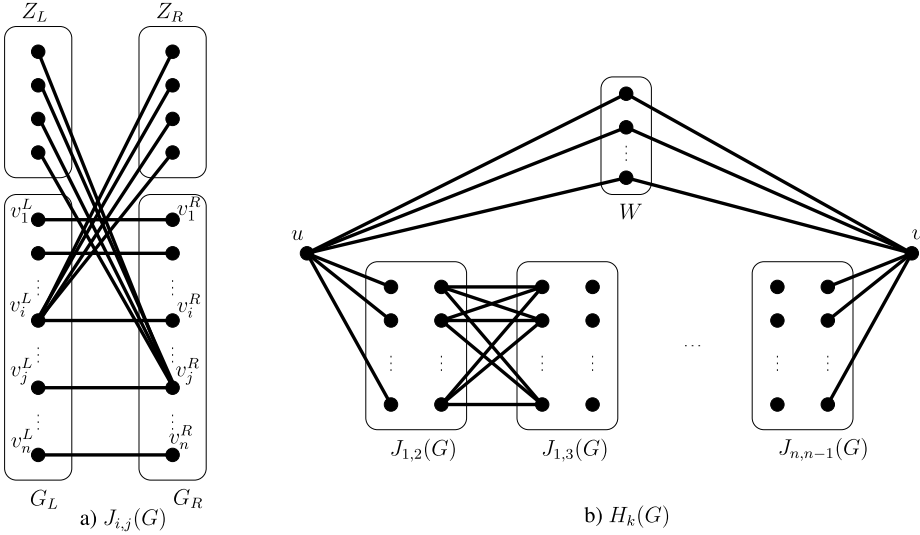 Z_L Z_R
W
v_1^L v_1^R
u v
v_i^L v_i^R
v_j^L v_j^R
v_n^L v_n^R
J_{1,2}(G) J_{1,3}(G) J_{n,n−1}(G)
G_L G_R
a) J_{i,j}(G)
b) H_k(G)